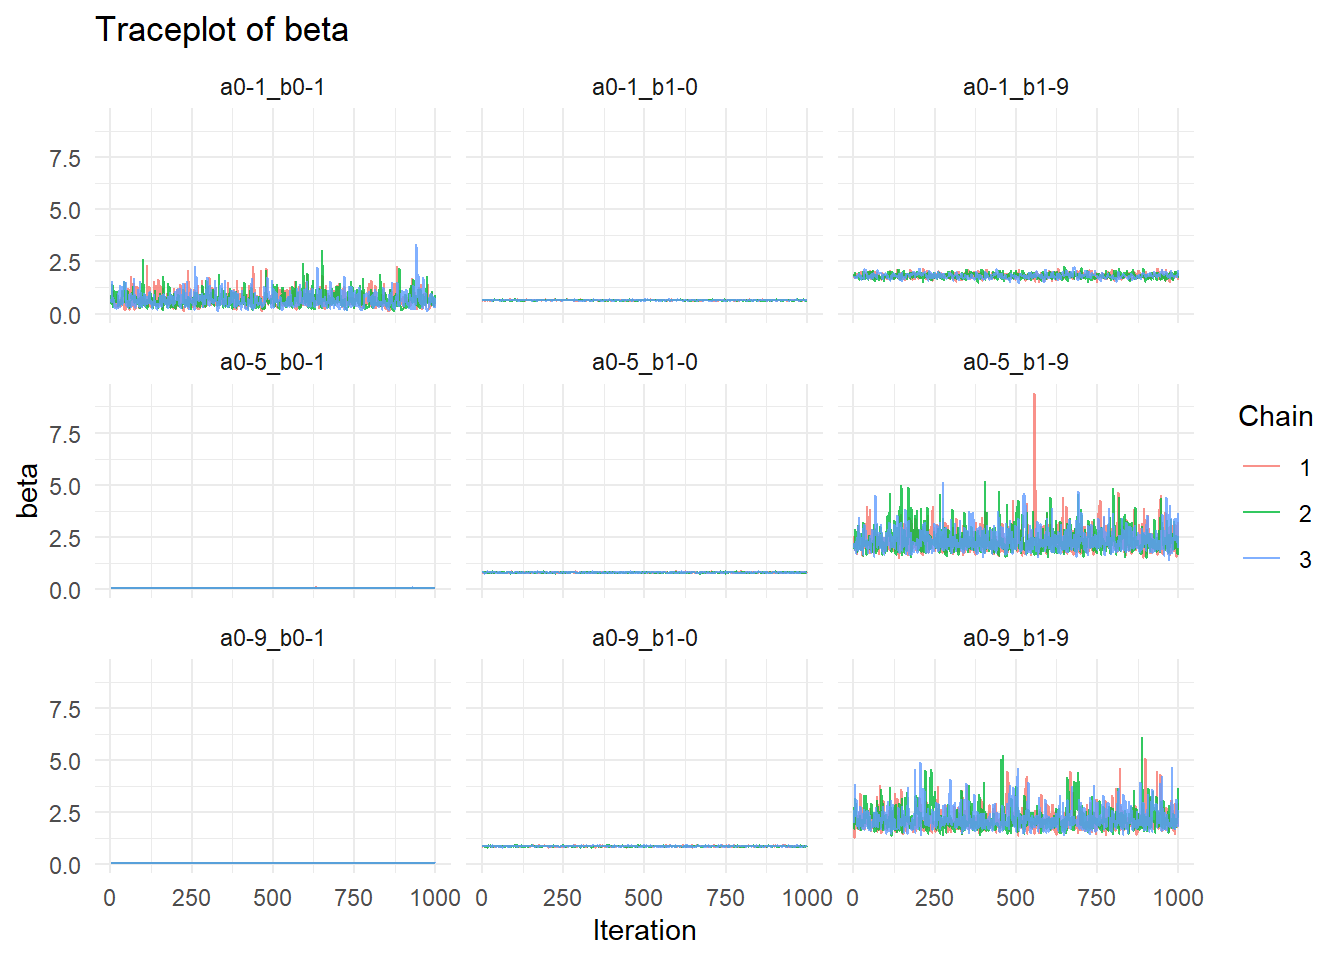 Traceplot of beta
a0-1_b0-1 a0-1_b1-0 a0-1_b1-9
7.5
5.0
2.5
0.0
a0-5_b0-1 a0-5_b1-0 a0-5_b1-9
7.5
5.0
2.5
0.0
beta
Chain
1
2
3
a0-9_b0-1 a0-9_b1-0 a0-9_b1-9
7.5
5.0
2.5
0.0
0 250 500 750 1000 0 250 500 750 1000 0 250 500 750 1000
Iteration